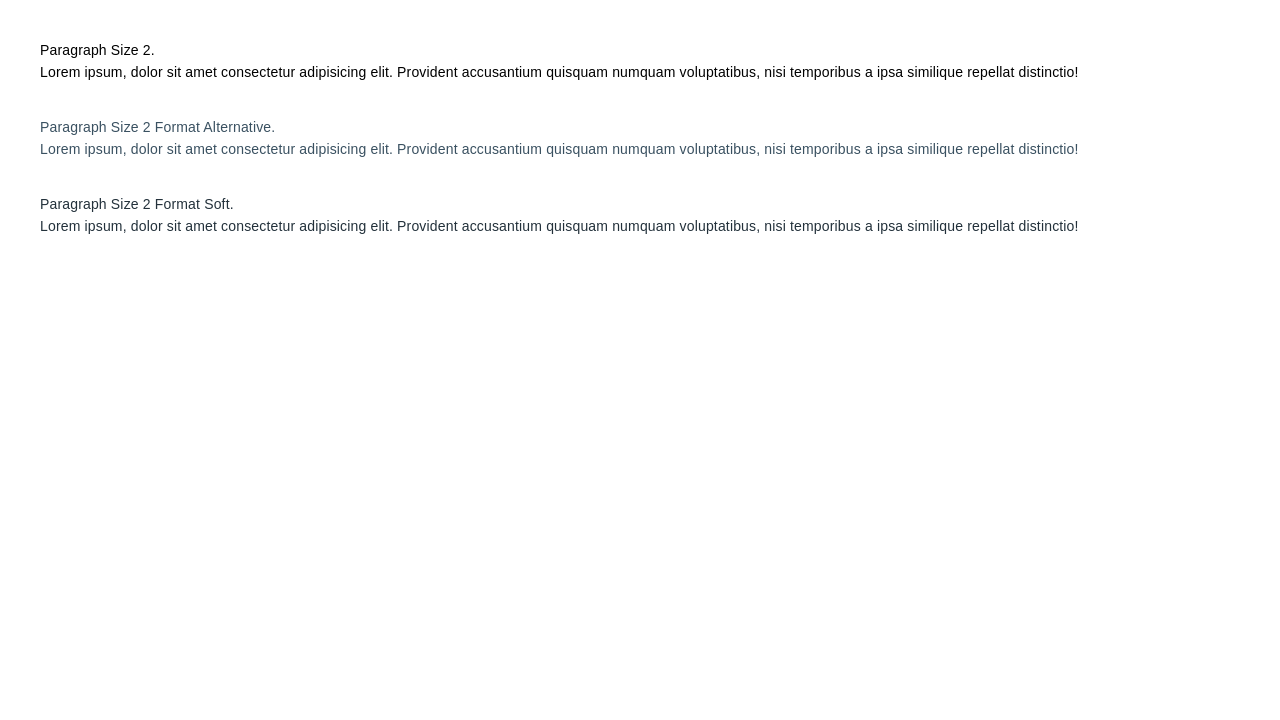 Paragraph Size 2.
Lorem ipsum, dolor sit amet consectetur adipisicing elit. Provident accusantium quisquam numquam voluptatibus, nisi temporibus a ipsa similique repellat distinctio!
Paragraph Size 2 Format Alternative.
Lorem ipsum, dolor sit amet consectetur adipisicing elit. Provident accusantium quisquam numquam voluptatibus, nisi temporibus a ipsa similique repellat distinctio!
Paragraph Size 2 Format Soft.
Lorem ipsum, dolor sit amet consectetur adipisicing elit. Provident accusantium quisquam numquam voluptatibus, nisi temporibus a ipsa similique repellat distinctio!